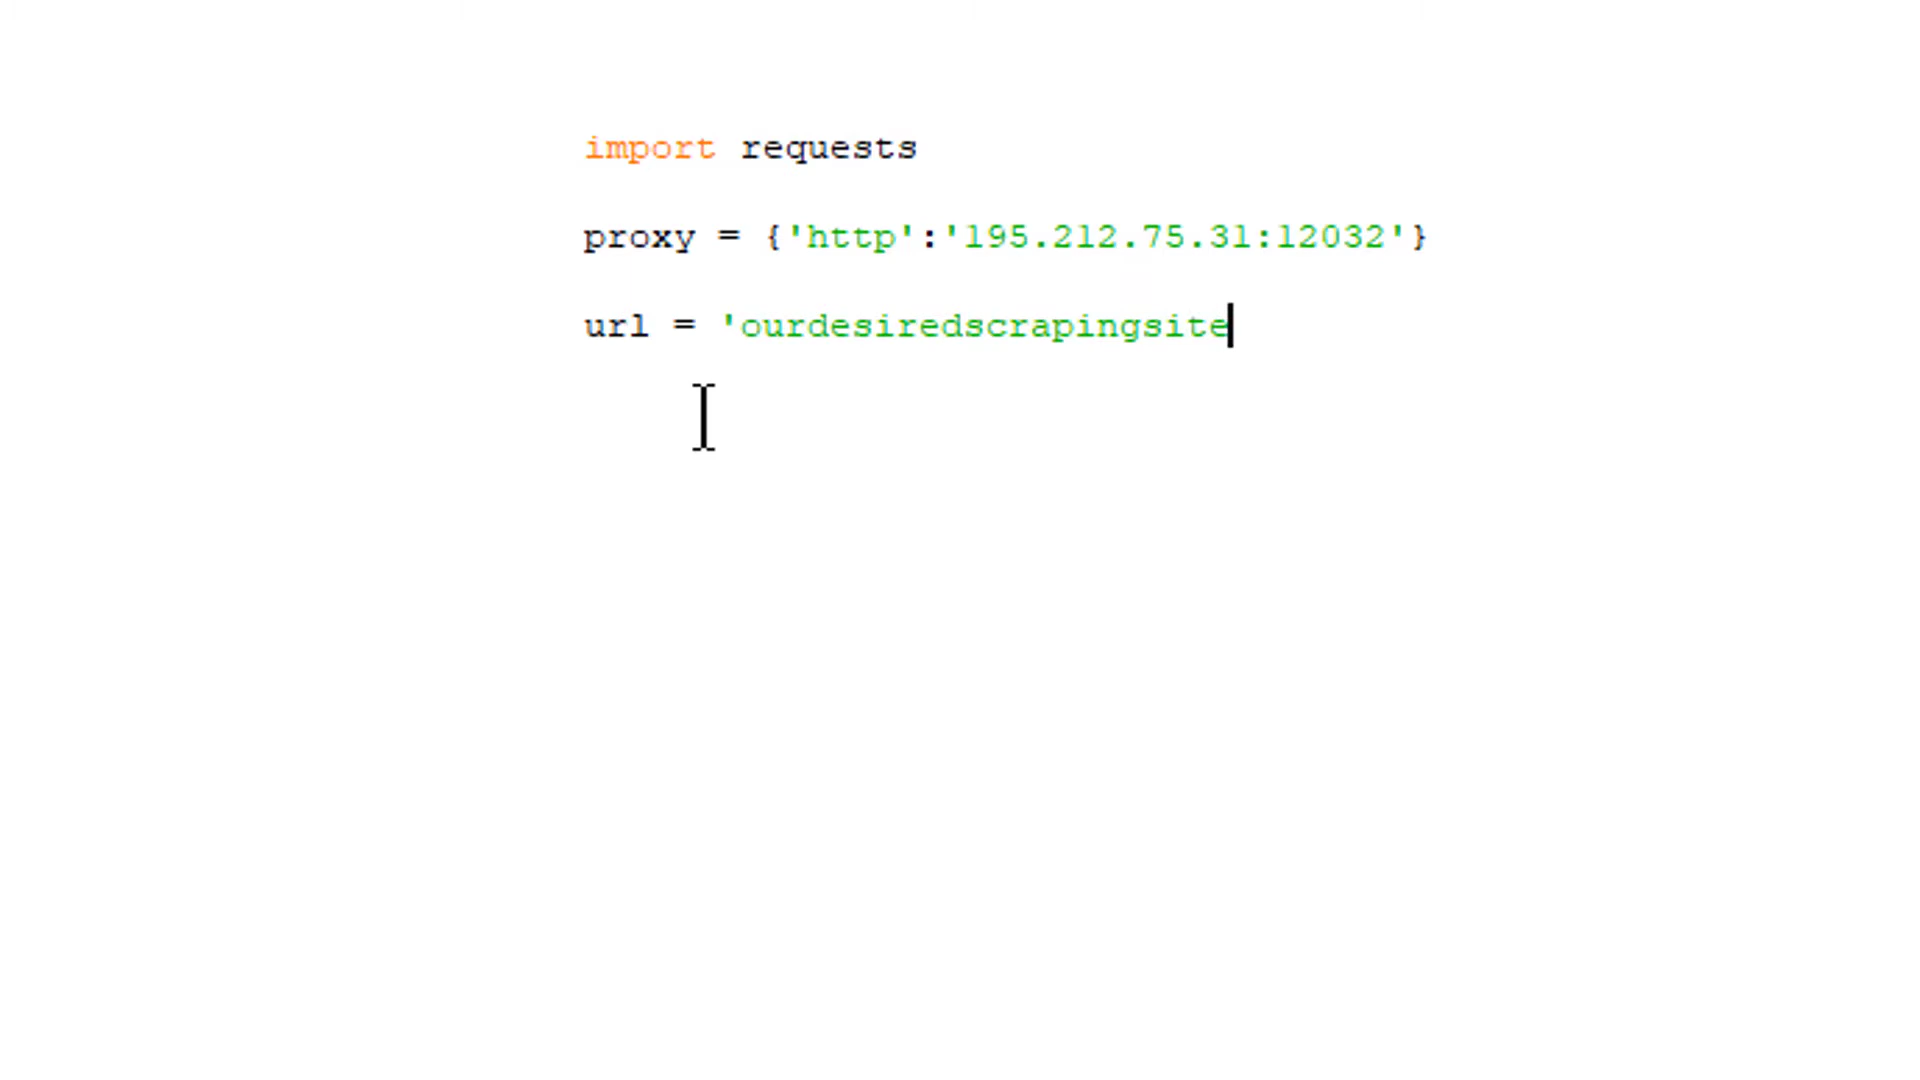 import requests
proxy = {'http':'195.212.75.31:12032'}
url = 'ourdesiredscrapingsite